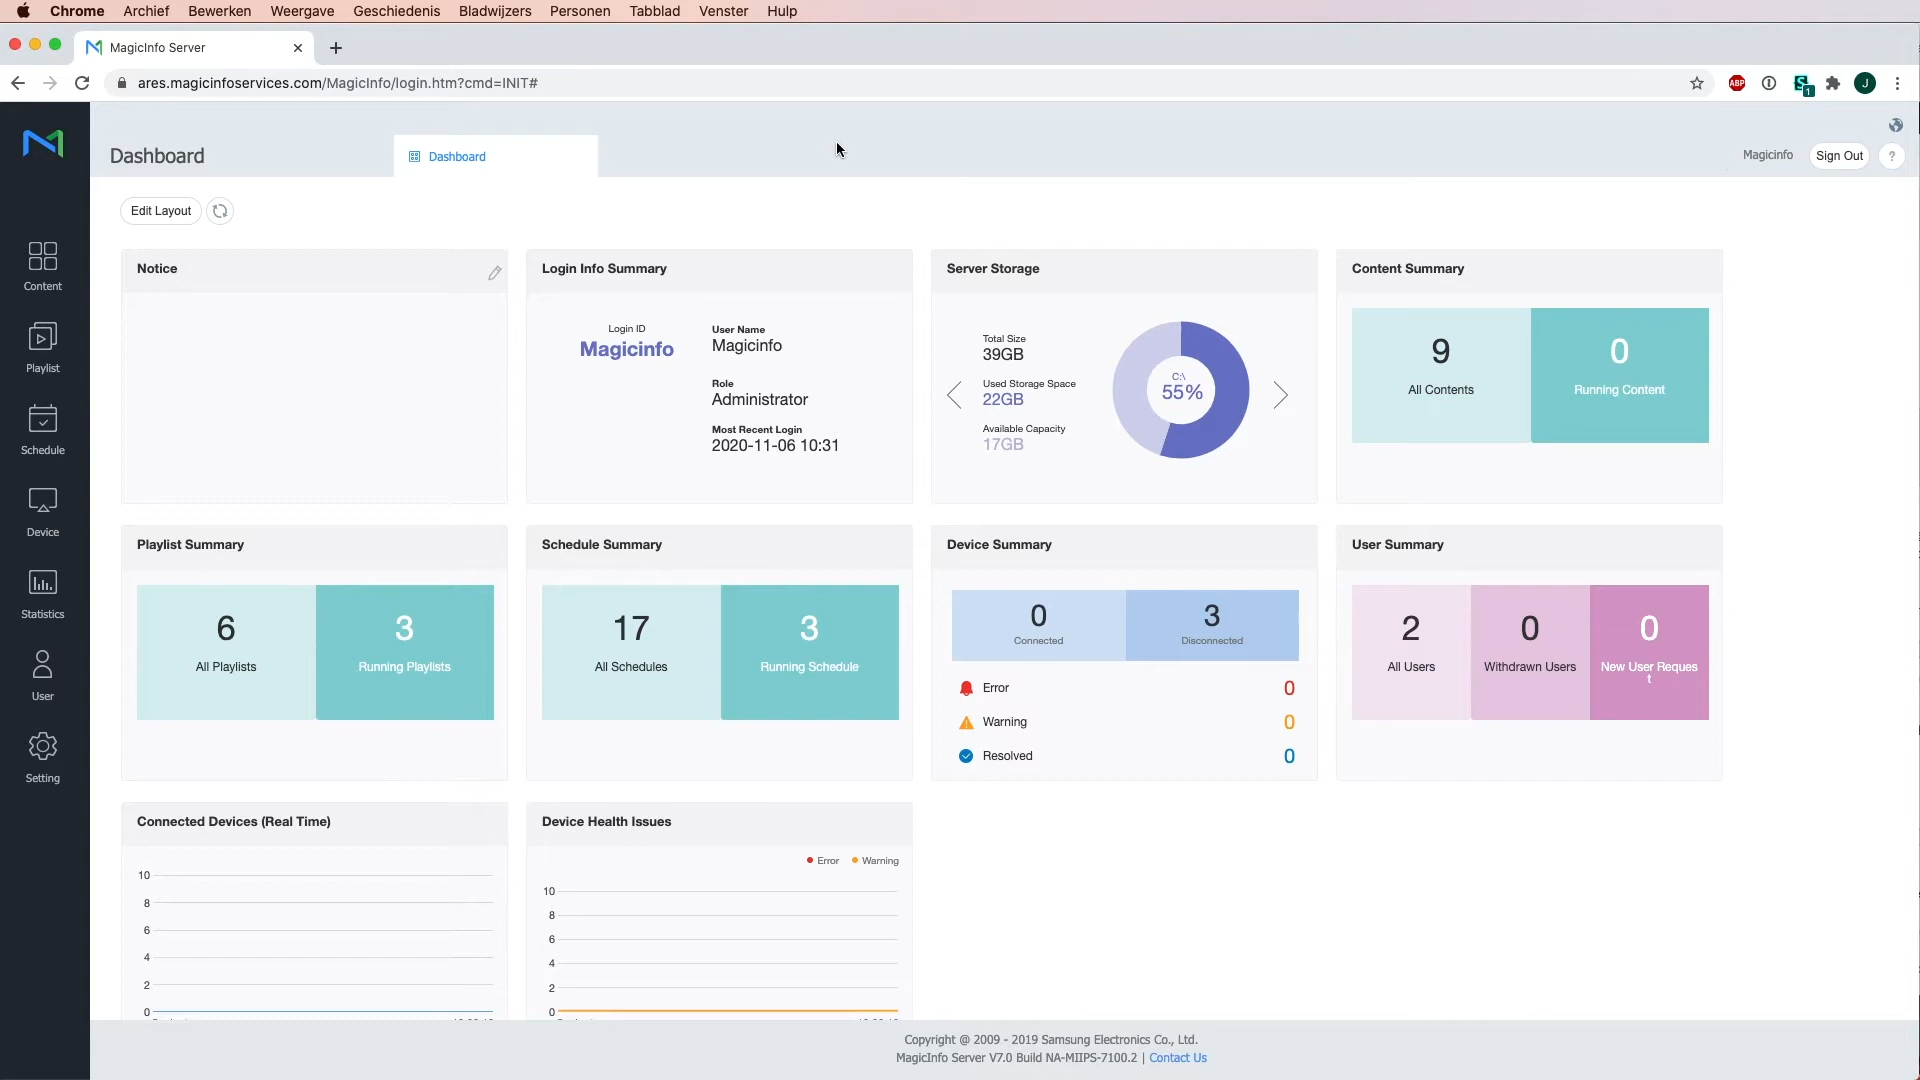 Chrome Archief Bewerken Weergave Geschiedenis Bladwijzers Personen Tabblad Venster Hulp
MagicInfo Server
ares.magicinfoservices.com/MagicInfo/login.htm?cmd=INIT#
ABP
1
J
Dashboard
Dashboard
Magicinfo
Sign Out
?
Edit Layout
Content
Playlist
Schedule
Device
Statistics
User
Setting
Notice
Login Info Summary
Login ID
Magicinfo
User Name
Magicinfo
Role
Administrator
Most Recent Login
2020-11-06 10:31
Server Storage
Total Size
39GB
Used Storage Space
22GB
Available Capacity
17GB
C:\
55%
Content Summary
9
All Contents
0
Running Content
Playlist Summary
6
All Playlists
3
Running Playlists
Schedule Summary
17
All Schedules
3
Running Schedule
Device Summary
0
Connected
3
Disconnected
Error 0
Warning 0
Resolved 0
User Summary
2
All Users
0
Withdrawn Users
0
New User Reques
t
Connected Devices (Real Time)
10
8
6
4
2
0
Device Health Issues
Error Warning
10
8
6
4
2
0
Copyright @ 2009 - 2019 Samsung Electronics Co., Ltd.
MagicInfo Server V7.0 Build NA-MIIPS-7100.2 | Contact Us